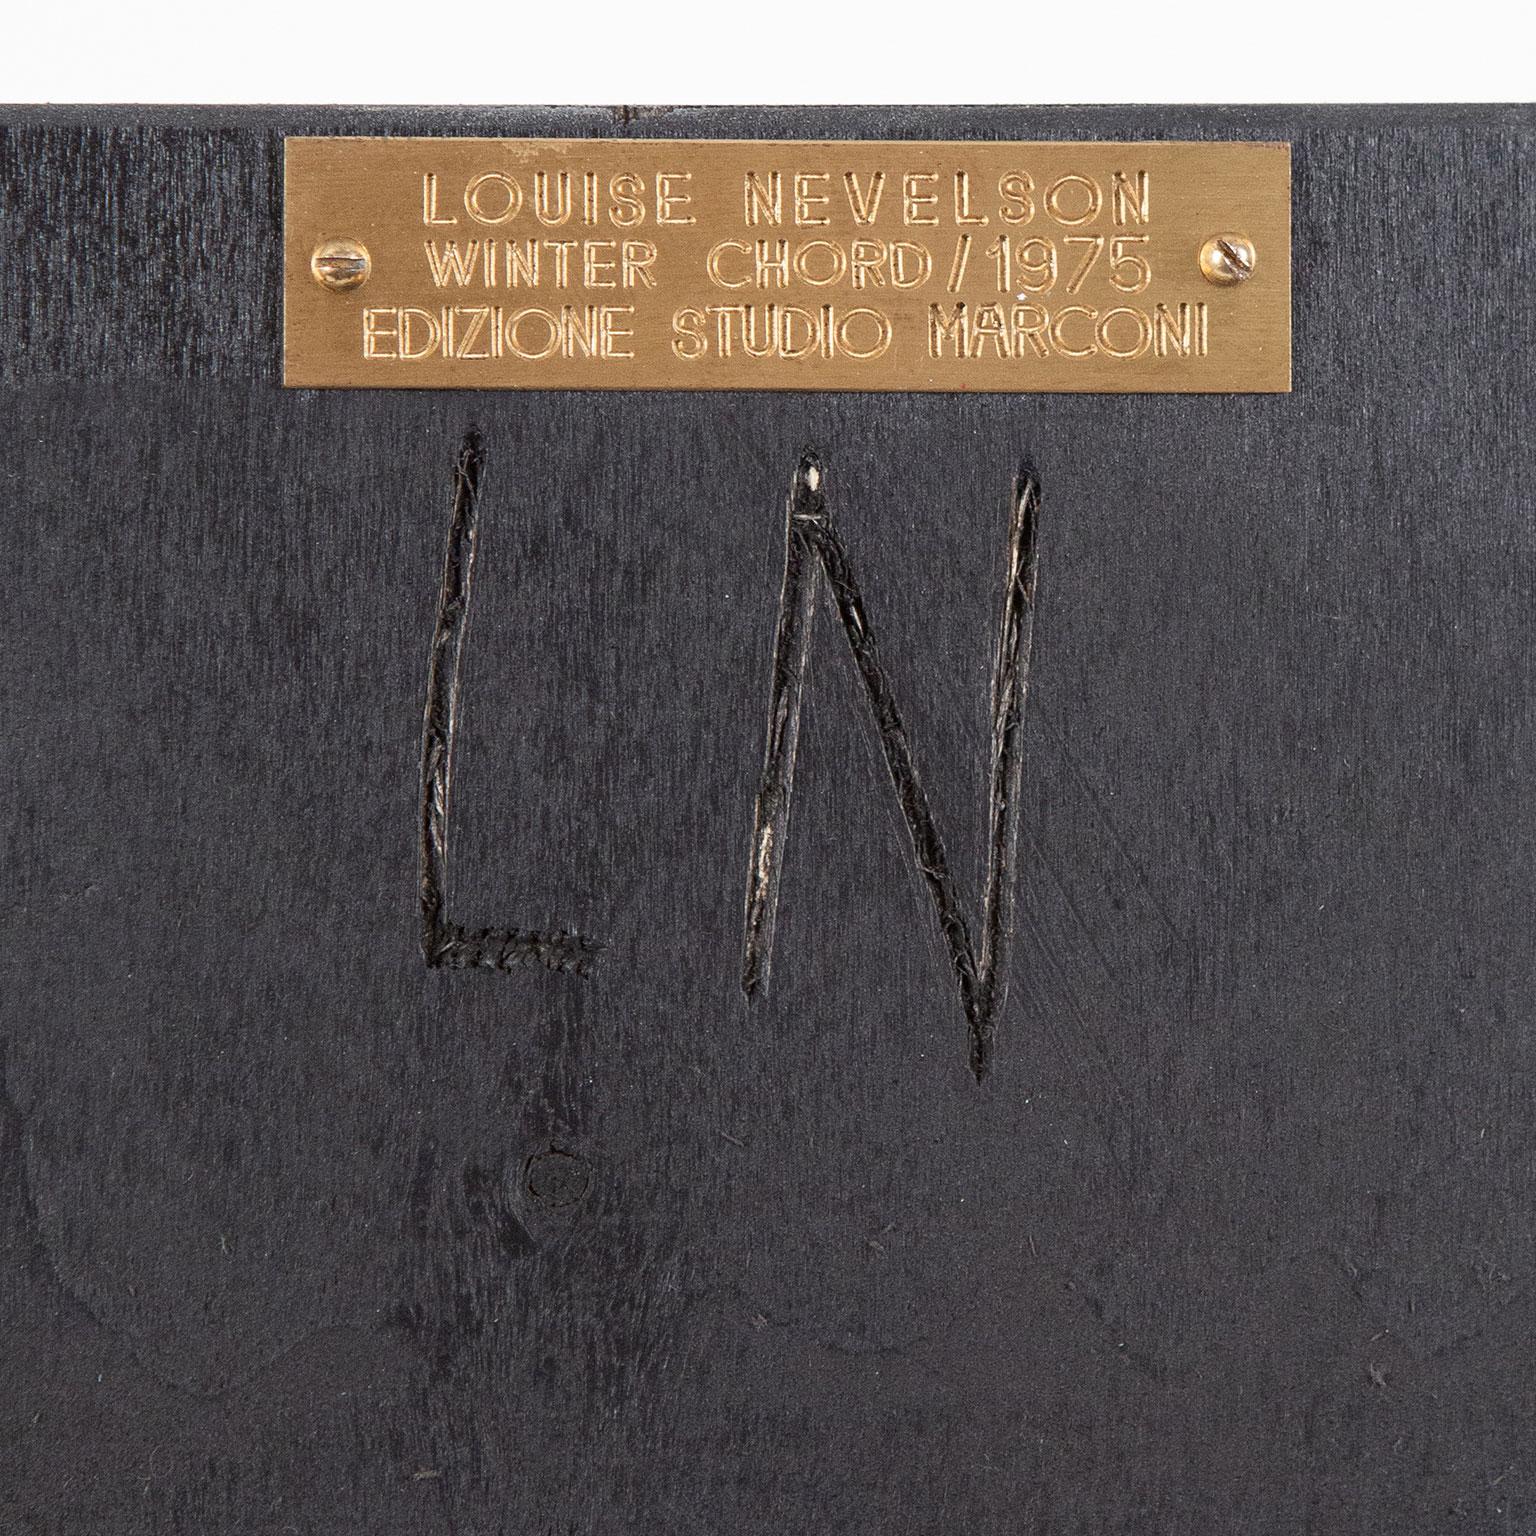 LOUISE NEVELSON
WINTER CHORD/1975
EDIZIONE STUDIO MARCONI
LN